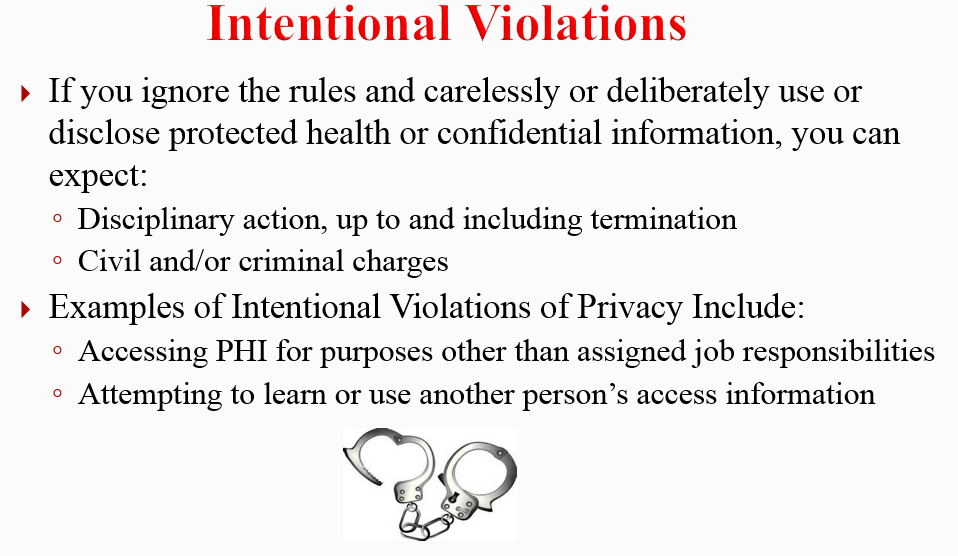 Intentional Violations
If you ignore the rules and carelessly or deliberately use or
disclose protected health or confidential information, you can
expect:
Disciplinary action, up to and including termination
Civil and/or criminal charges
Examples of Intentional Violations of Privacy Include:
Accessing PHI for purposes other than assigned job responsibilities
Attempting to learn or use another person’s access information